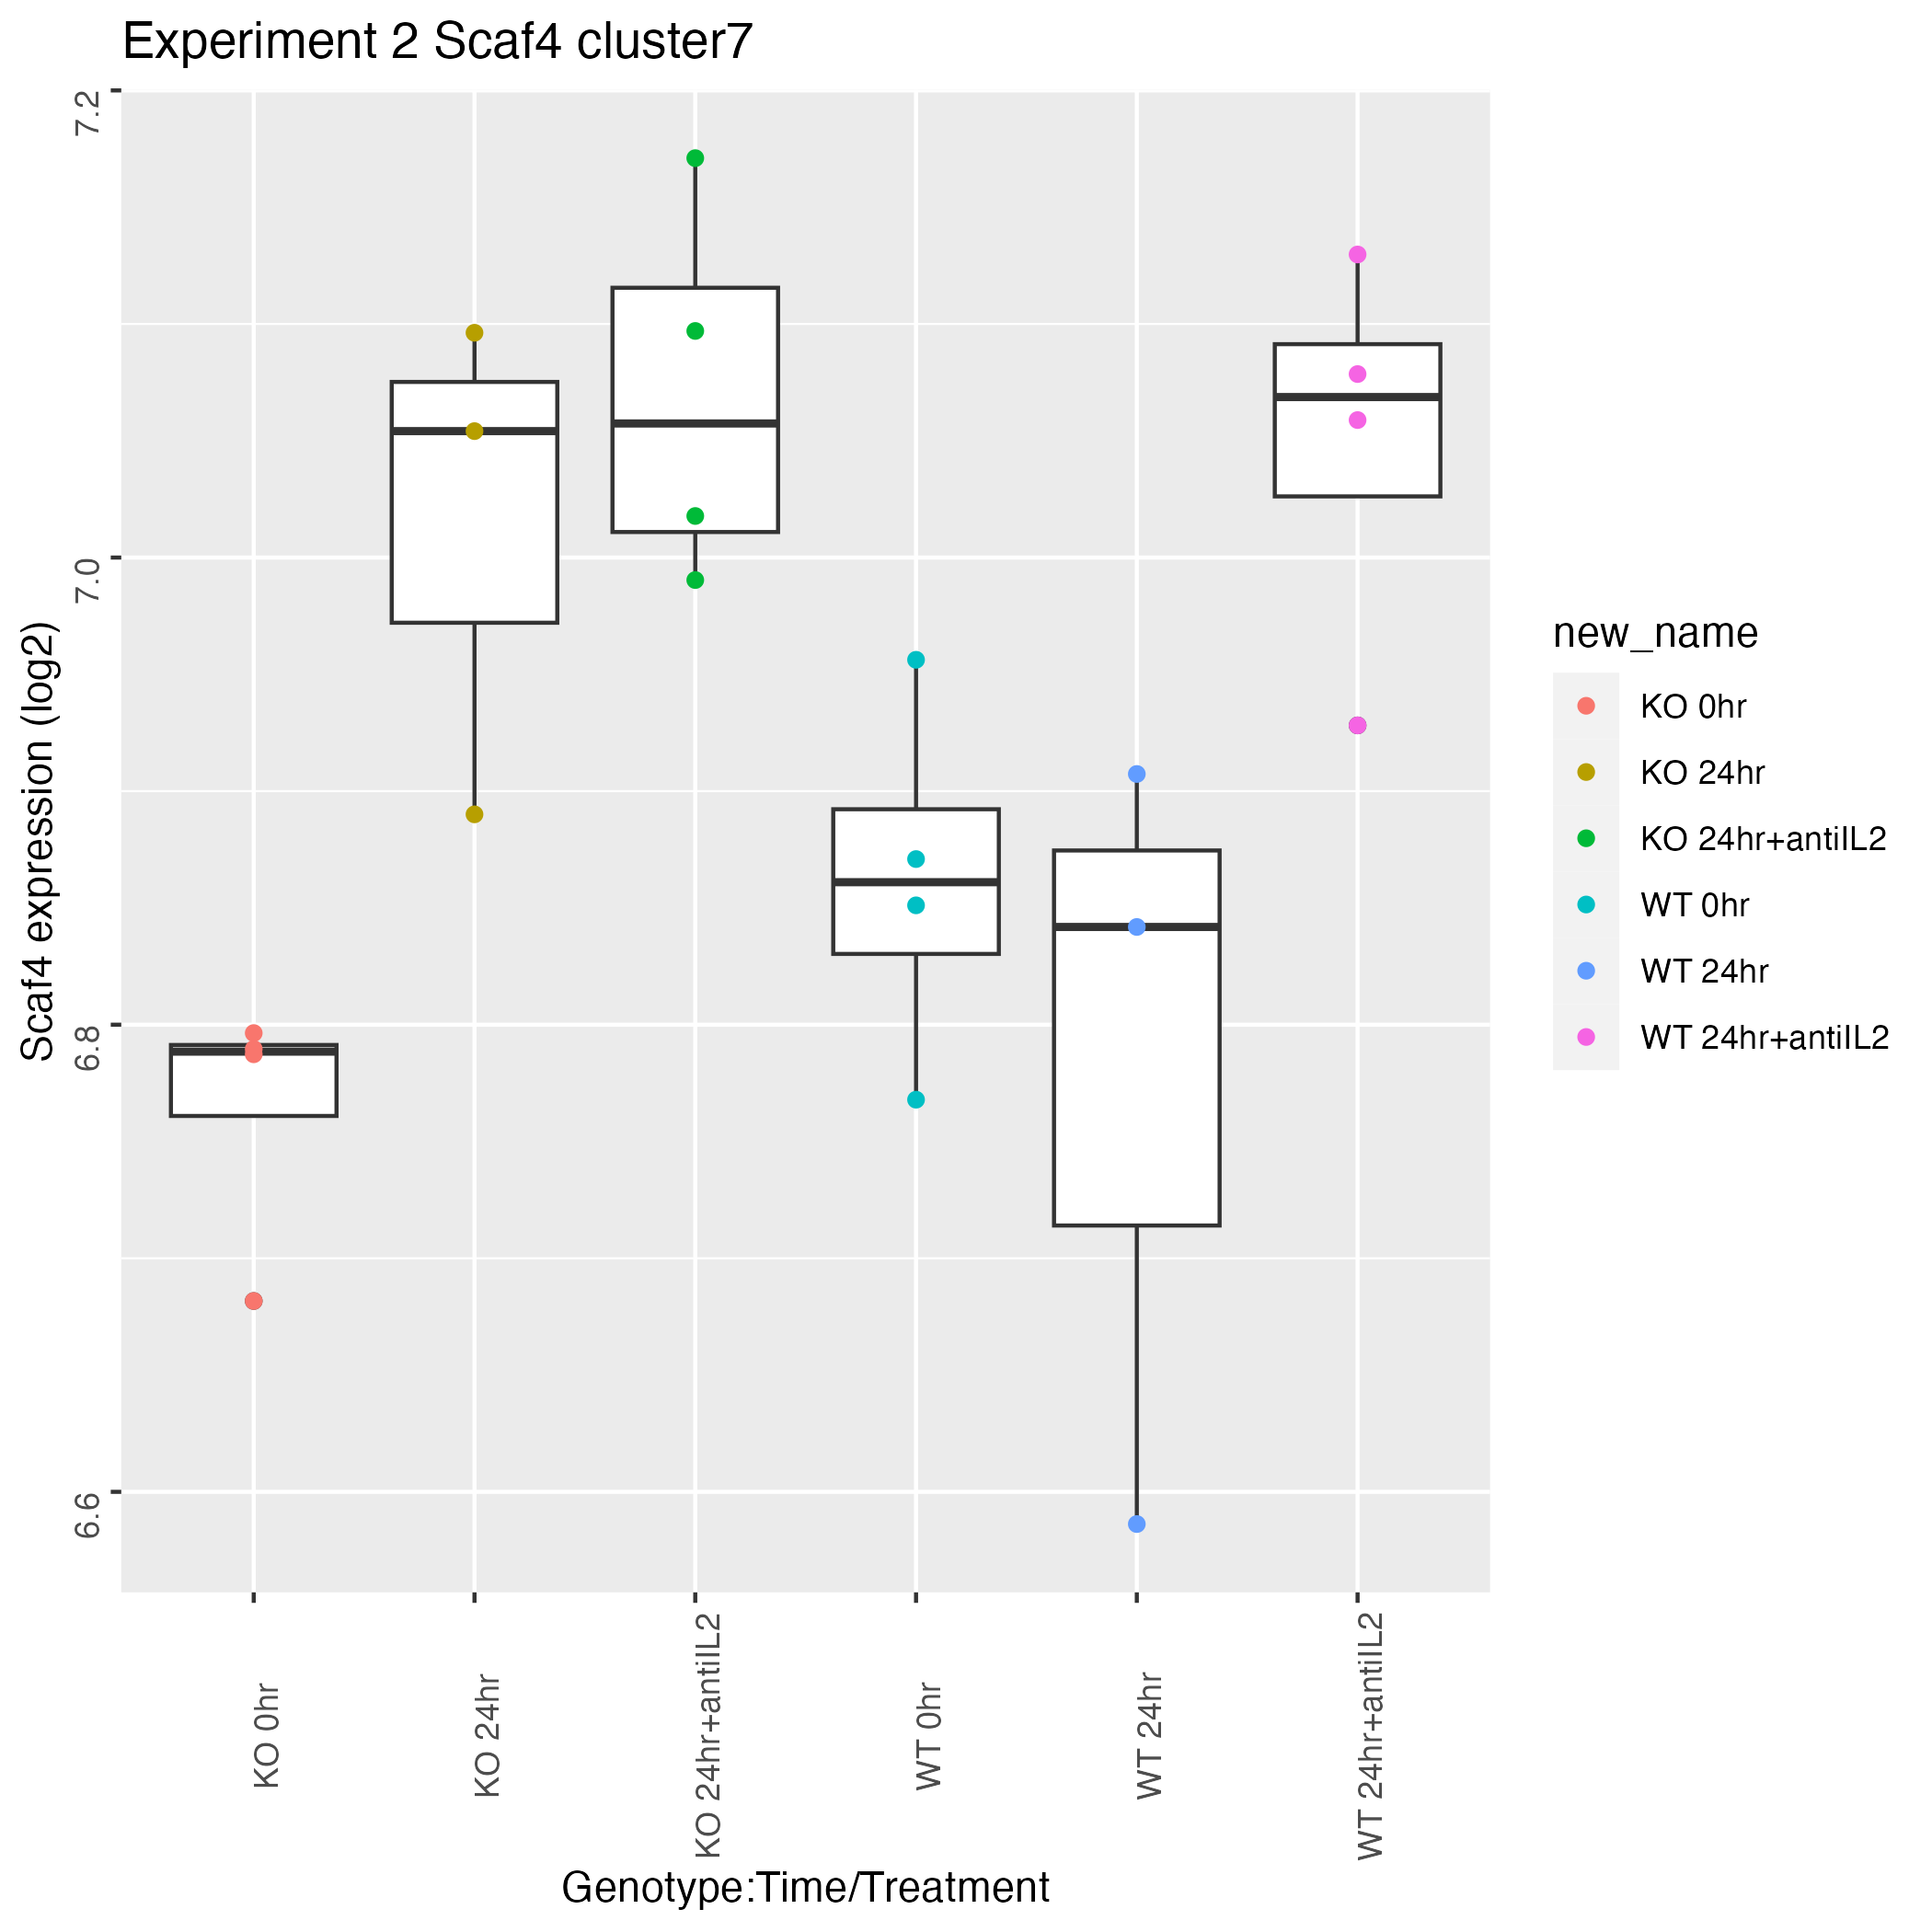 Experiment 2 Scaf4 cluster7
7.2
7.0
6.8
6.6
Scaf4 expression (log2)
KO 0hr
KO 24hr
KO 24hr+antiIL2
WT 0hr
WT 24hr
WT 24hr+antiIL2
Genotype:Time/Treatment
new_name
KO 0hr
KO 24hr
KO 24hr+antiIL2
WT 0hr
WT 24hr
WT 24hr+antiIL2